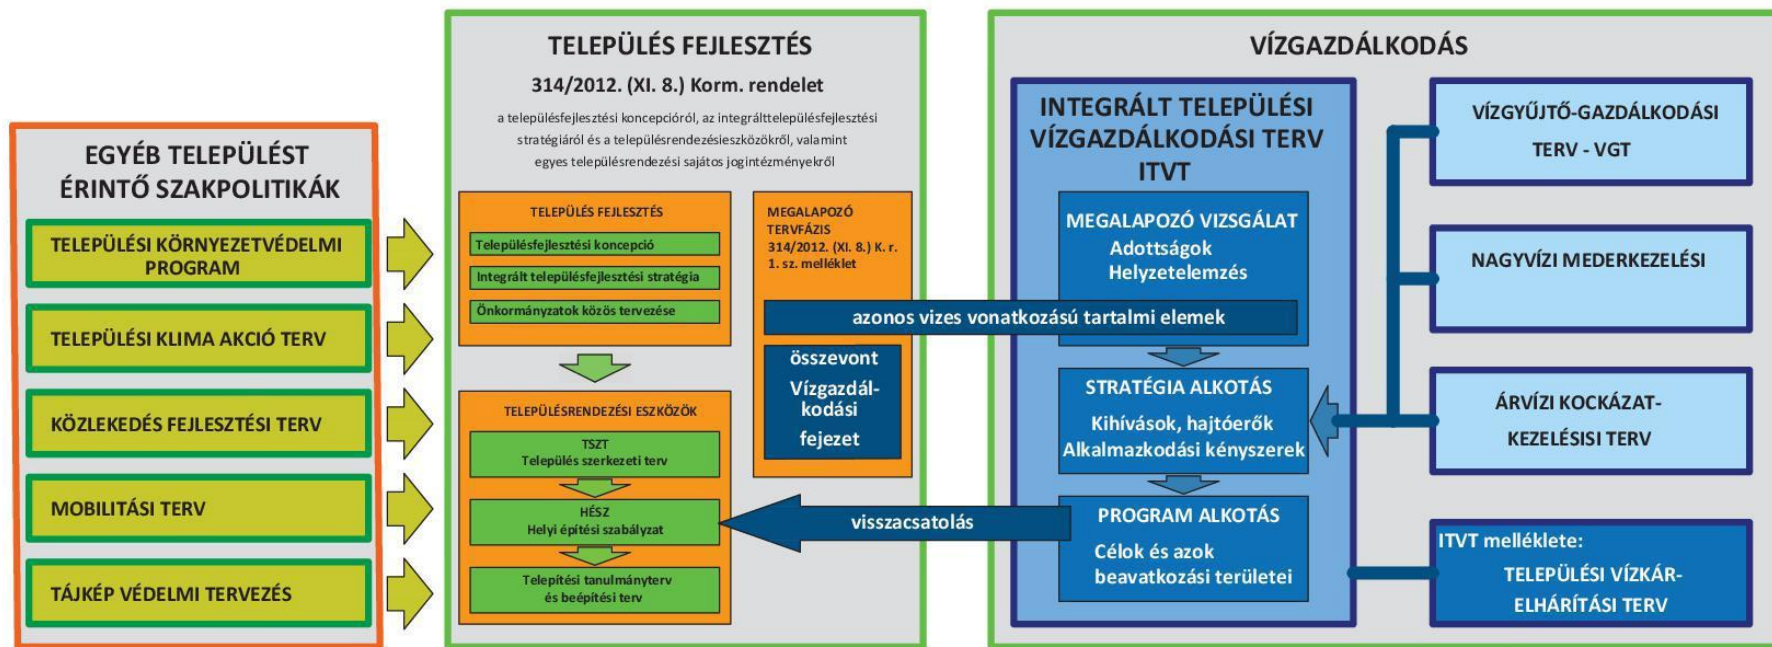 EGYÉB TELEPÜLÉST
ÉRINTŐ SZAKPOLITIKÁK
TELEPÜLÉSI KÖRNYEZETVÉDELMI
PROGRAM
TELEPÜLÉSI KLIMA AKCIÓ TERV
KÖZLEKEDÉS FEJLESZTÉSI TERV
MOBILITÁSI TERV
TÁJKÉP VÉDELMI TERVEZÉS
TELEPÜLÉS FEJLESZTÉS
314/2012. (XI. 8.) Korm. rendelet
a településfejlesztési koncepcióról, az integrálttelepülésfejlesztési
stratégiáról és a településrendezésieszközökről, valamint
egyes településrendezési sajátos jogintézményekről
TELEPÜLÉS FEJLESZTÉS
Településfejlesztési koncepció
Integrált településfejlesztési stratégia
Önkormányzatok közös tervezése
TELEPÜLÉSRENDEZÉSI ESZKÖZÖK
TSZT
Település szerkezeti terv
HÉSZ
Helyi építési szabályzat
Telepítési tanulmányterv
és beépítési terv
MEGALAPOZÓ
TERVFÁZIS
314/2012. (XI. 8.) K. r.
1. sz. melléklet
azonos vizes vonatkozású tartalmi elemek
összevont
Vízgazdál-
kodási
fejezet
visszacsatolás
VÍZGAZDÁLKODÁS
INTEGRÁLT TELEPÜLÉSI
VÍZGAZDÁLKODÁSI TERV
ITVT
MEGALAPOZÓ VIZSGÁLAT
Adottságok
Helyzetelemzés
STRATÉGIA ALKOTÁS
Kihívások, hajtóerők
Alkalmazkodási kényszerek
PROGRAM ALKOTÁS
Célok és azok
beavatkozási területei
VÍZGYŰJTŐ-GAZDÁLKODÁSI
TERV - VGT
NAGYVÍZI MEDERKEZELÉSI
ÁRVÍZI KOCKÁZAT-
KEZELÉSISI TERV
ITVT melléklete:
TELEPÜLÉSI VÍZKÁR-
ELHÁRÍTÁSI TERV